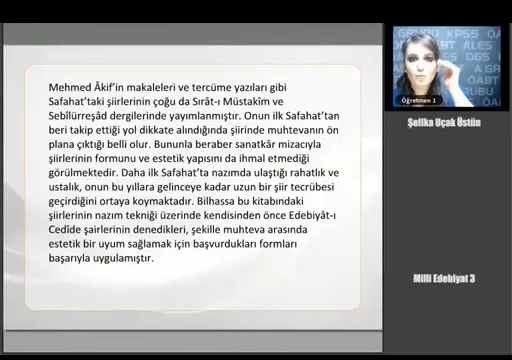 Mehmed Âkif’in makaleleri ve tercüme yazıları gibi
Safahat’taki şiirlerinin çoğu da Sırât-ı Müstakîm ve
Sebîlürreşâd dergilerinde yayımlanmıştır. Onun ilk Safahat’tan
beri takip ettiği yol dikkate alındığında şiirinde muhtevanın ön
plana çıktığı belli olur. Bununla beraber sanatkâr mizacıyla
şiirlerinin formunu ve estetik yapısını da ihmal etmediği
görülmektedir. Daha ilk Safahat’ta nazımda ulaştığı rahatlık ve
ustalık, onun bu yıllara gelinceye kadar uzun bir şiir tecrübesi
geçirdiğini ortaya koymaktadır. Bilhassa bu kitabındaki
şiirlerinin nazım tekniği üzerinde kendisinden önce Edebiyât-ı
Cedîde şairlerinin denedikleri, şekille muhteva arasında
estetik bir uyum sağlamak için başvurdukları formları
başarıyla uygulamıştır.
KPSS
ALES
DGS
Öğretmen 1
Şefika Uçak Üstün
Milli Edebiyat 3